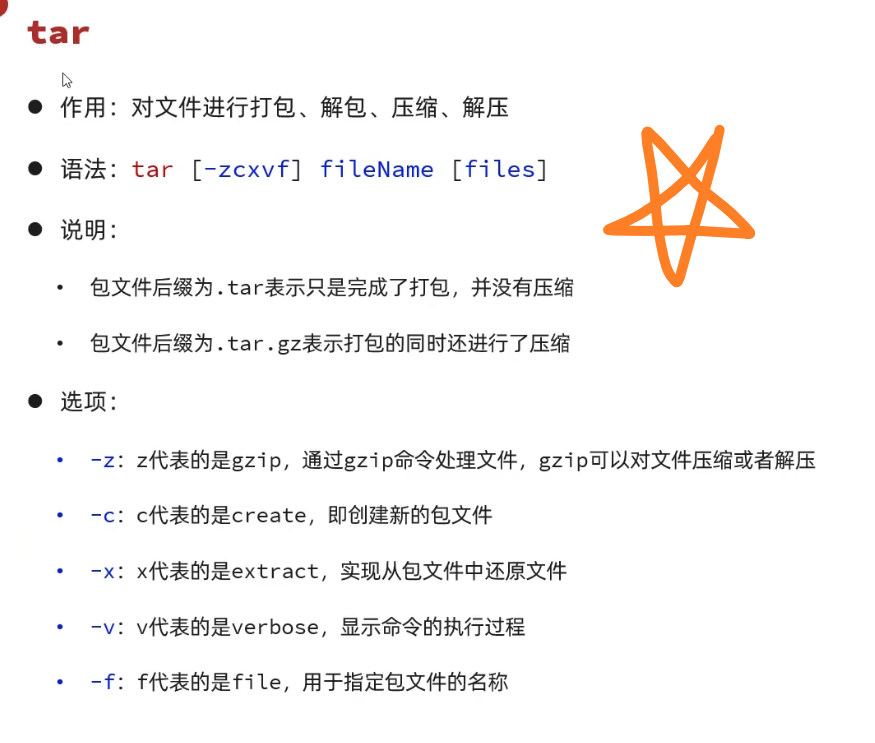 tar
作用：对文件进行打包、解包、压缩、解压
语法：tar [-zcxvf] fileName [files]
说明：
包文件后缀为.tar表示只是完成了打包，并没有压缩
包文件后缀为.tar.gz表示打包的同时还进行了压缩
选项：
-z：z代表的是gzip，通过gzip命令处理文件，gzip可以对文件压缩或者解压
-c：c代表的是create，即创建新的包文件
-x：x代表的是extract，实现从包文件中还原文件
-v：v代表的是verbose，显示命令的执行过程
-f：f代表的是file，用于指定包文件的名称